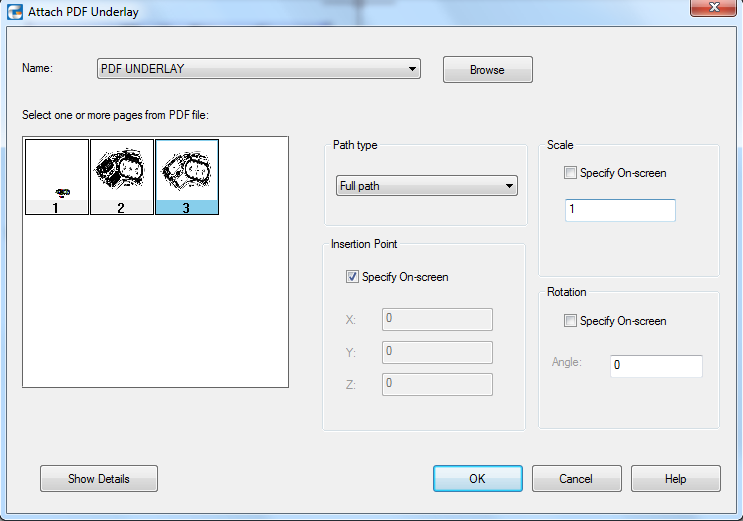 Attach PDF Underlay
Name:
PDF UNDERLAY
Browse
Select one or more pages from PDF file:
1
2
3
Path type
Full path
Insertion Point
Specify On-screen
X:
0
Y:
0
Z:
0
Scale
Specify On-screen
1
Rotation
Specify On-screen
Angle:
0
Show Details
OK
Cancel
Help